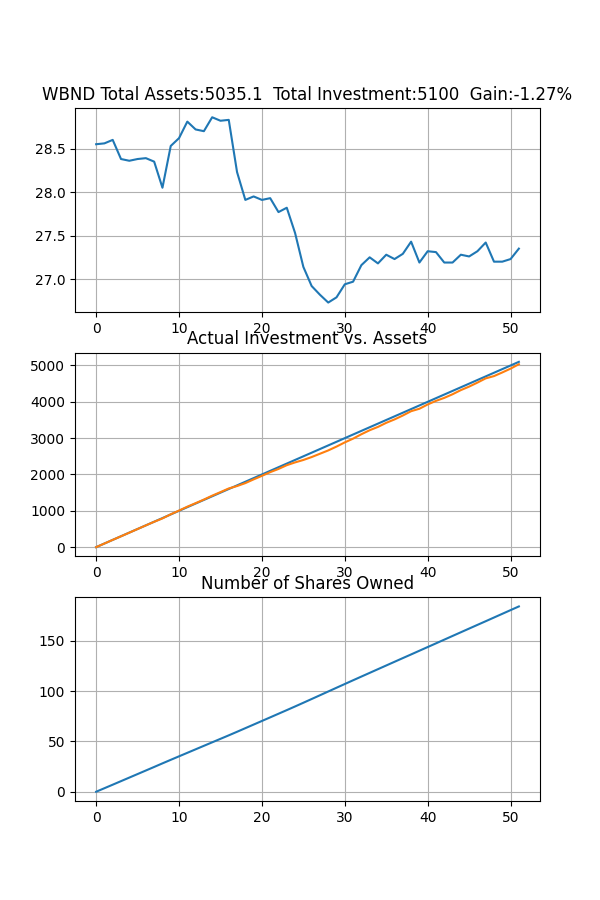 WBND Total Assets:5035.1  Total Investment:5100  Gain:-1.27%
28.5
28.0
27.5
27.0
0 10 20 30 40 50
Actual Investment vs. Assets
5000
4000
3000
2000
1000
0
0 10 20 30 40 50
Number of Shares Owned
150
100
50
0
0 10 20 30 40 50